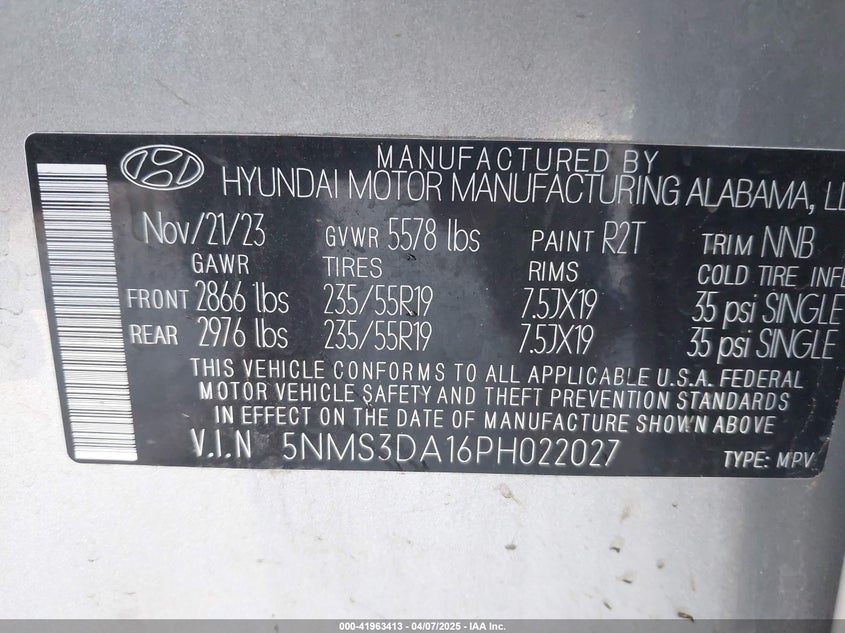 MANUFACTURED BY
HYUNDAI MOTOR MANUFACTURING ALABAMA,
Nov/21/23 GVWR 5578 lbs PAINT R2T TRIM NNB
GAWR TIRES RIMS COLD TIRE INFL
FRONT 2866 lbs 235/55R19 7.5JX19 35 psi SINGLE
REAR 2976 lbs 235/55R19 7.5JX19 35 psi SINGLE
THIS VEHICLE CONFORMS TO ALL APPLICABLE U.S.A. FEDERAL
MOTOR VEHICLE SAFETY AND THEFT PREVENTION STANDARDS
IN EFFECT ON THE DATE OF MANUFACTURE SHOWN ABOVE
V.I.N 5NMS3DA16PH022027 TYPE: MPV
000-41963413 - 04/07/2025 - IAA Inc.